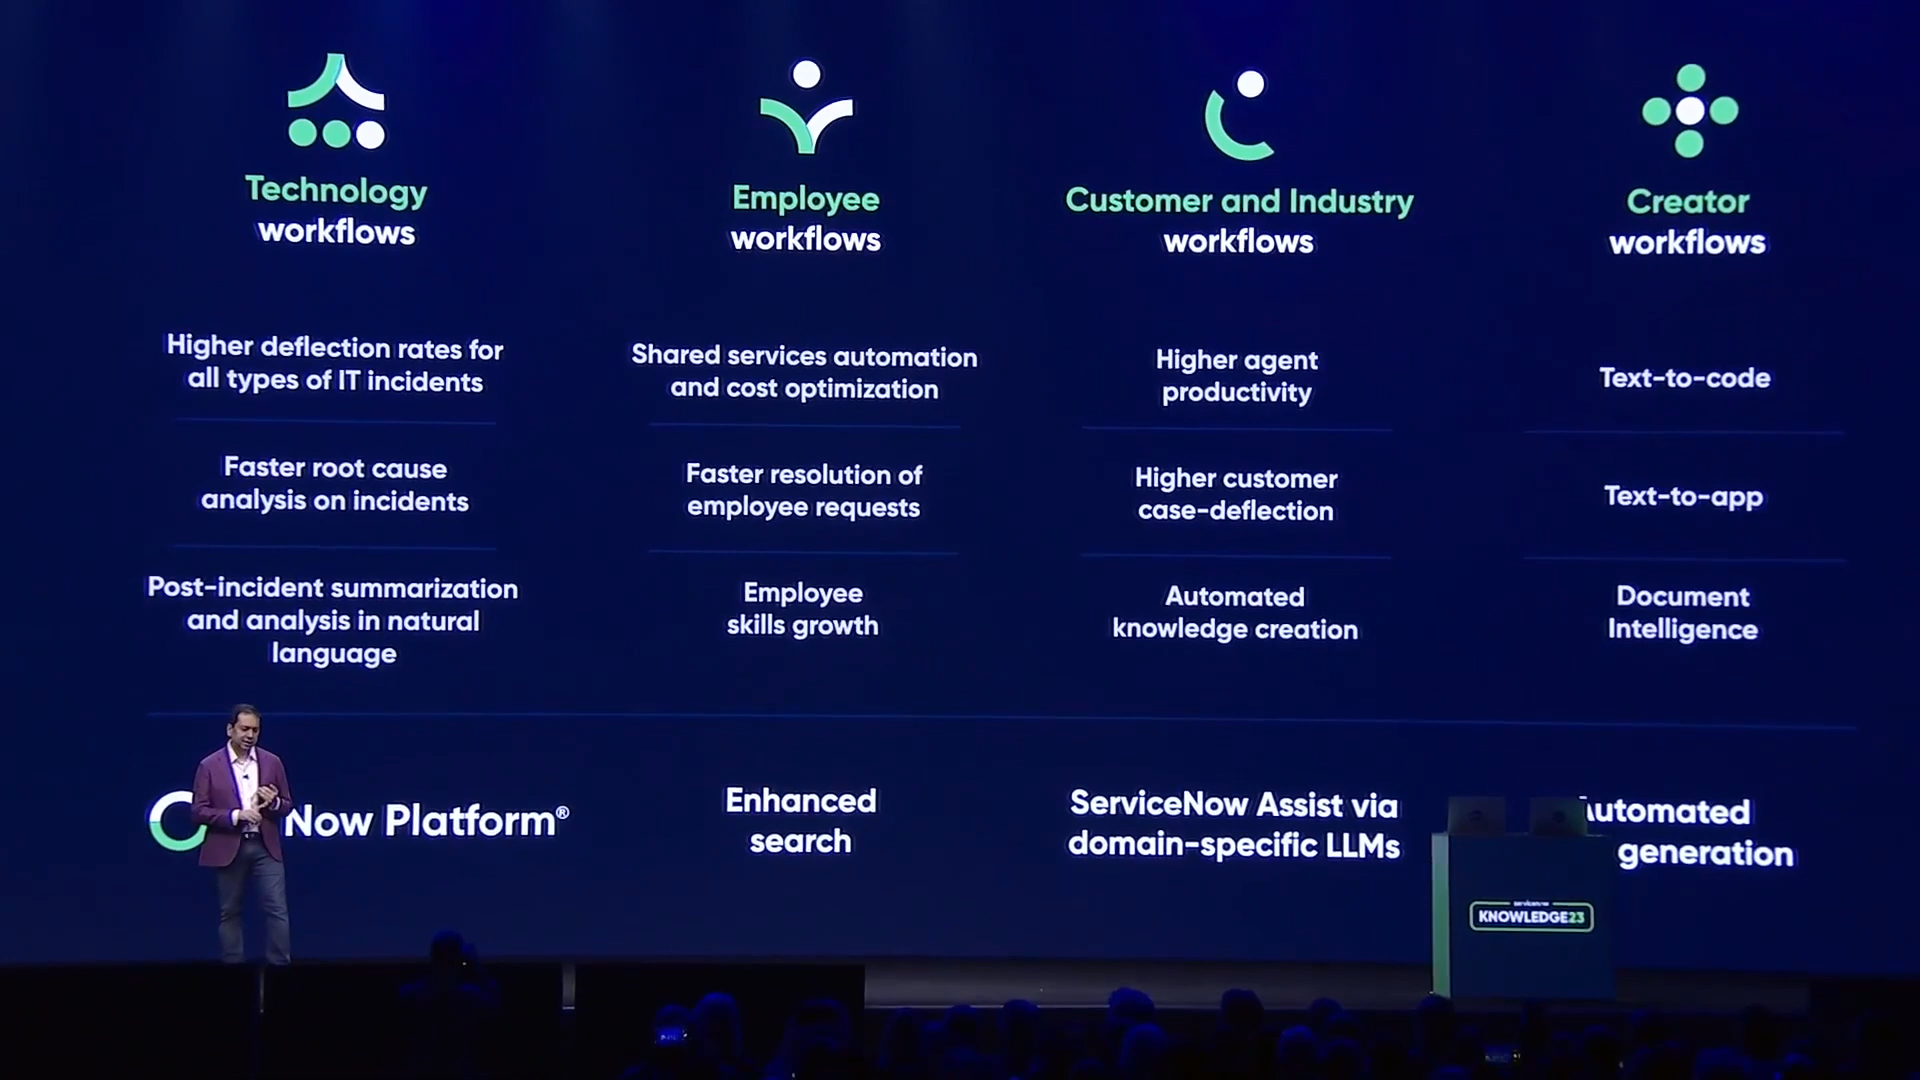 Technology
workflows
Higher deflection rates for
all types of IT incidents
Faster root cause
analysis on incidents
Post-incident summarization
and analysis in natural
language
Employee
workflows
Shared services automation
and cost optimization
Faster resolution of
employee requests
Employee
skills growth
Customer and Industry
workflows
Higher agent
productivity
Higher customer
case-deflection
Automated
knowledge creation
Creator
workflows
Text-to-code
Text-to-app
Document
Intelligence
Now Platform®
Enhanced
search
ServiceNow Assist via
domain-specific LLMs
Automated
generation
servicenow
KNOWLEDGE23